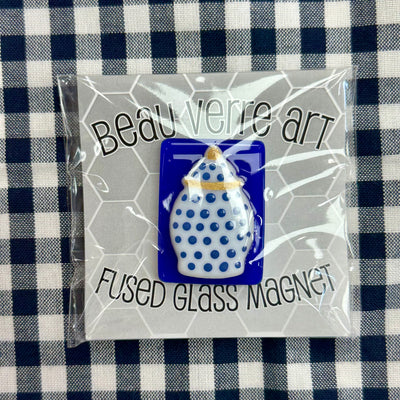 Beau verre art
FUSED GLASS MAGNET